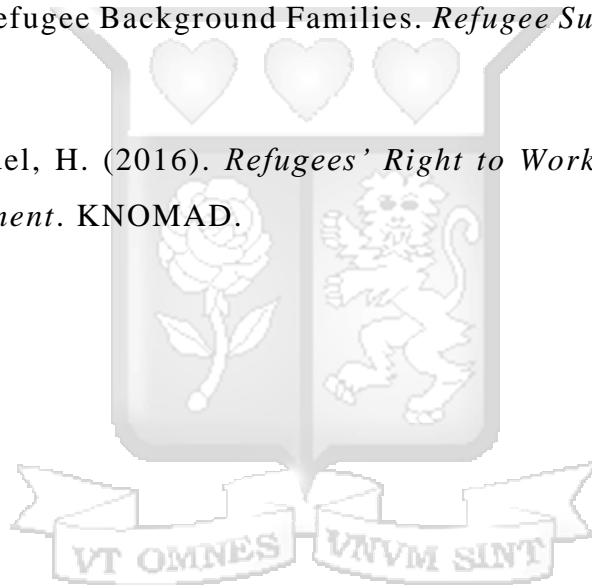 efugee Background Families. Refugee Su
el, H. (2016). Refugees’ Right to Work
ment. KNOMAD.
VT OMNES VNVM SINT